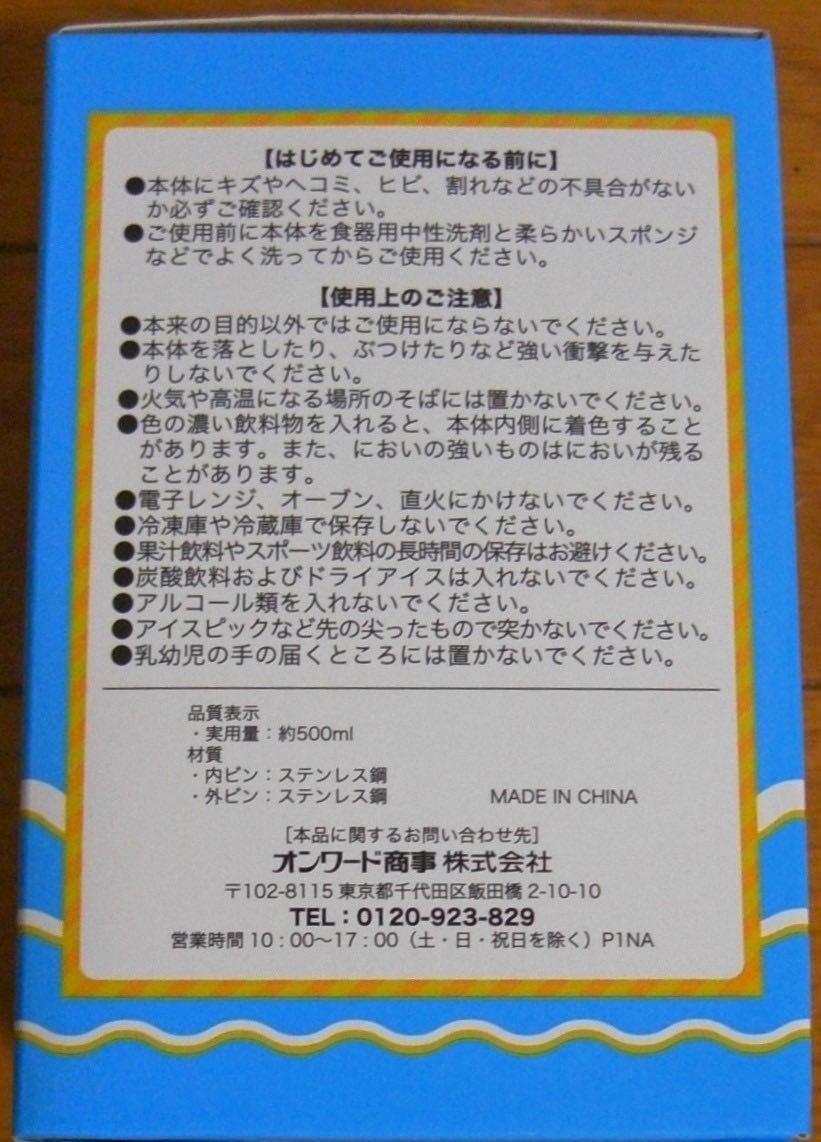 【はじめてご使用になる前に】
●本体にキズやヘコミ、ヒビ、割れなどの不具合がない
か必ずご確認ください。
●ご使用前に本体を食器用中性洗剤と柔らかいスポンジ
などでよく洗ってからご使用ください。
【使用上のご注意】
●本来の目的以外ではご使用にならないでください。
●本体を落としたり、ぶつけたりなど強い衝撃を与えた
りしないでください。
●火気や高温になる場所のそばには置かないでください。
●色の濃い飲料物を入れると、本体内側に着色すること
があります。また、においの強いものはにおいが残る
ことがあります。
●電子レンジ、オーブン、直火にかけないでください。
●冷凍庫や冷蔵庫で保存しないでください。
●果汁飲料やスポーツ飲料の長時間の保存はお避けください。
●炭酸飲料およびドライアイスは入れないでください。
●アルコール類を入れないでください。
●アイスピックなど先の尖ったもので突かないでください。
●乳幼児の手の届くところには置かないでください。
品質表示
・実用量：約500ml
材質
・内ビン：ステンレス鋼
・外ビン：ステンレス鋼 MADE IN CHINA
［本品に関するお問い合わせ先］
オンワード商事 株式会社
〒102-8115 東京都千代田区飯田橋 2-10-10
TEL：0120-923-829
営業時間 10：00〜17：00（土・日・祝日を除く）P1NA